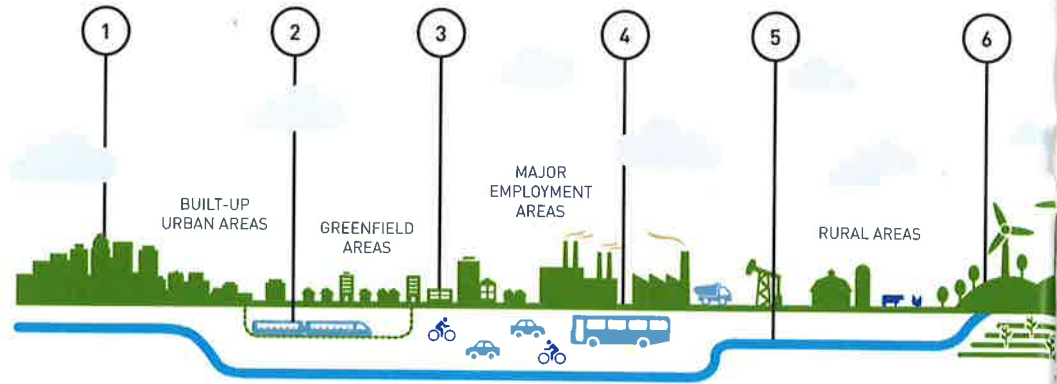 1
2
3
4
5
6
BUILT-UP
URBAN AREAS
GREENFIELD
AREAS
MAJOR
EMPLOYMENT
AREAS
RURAL AREAS